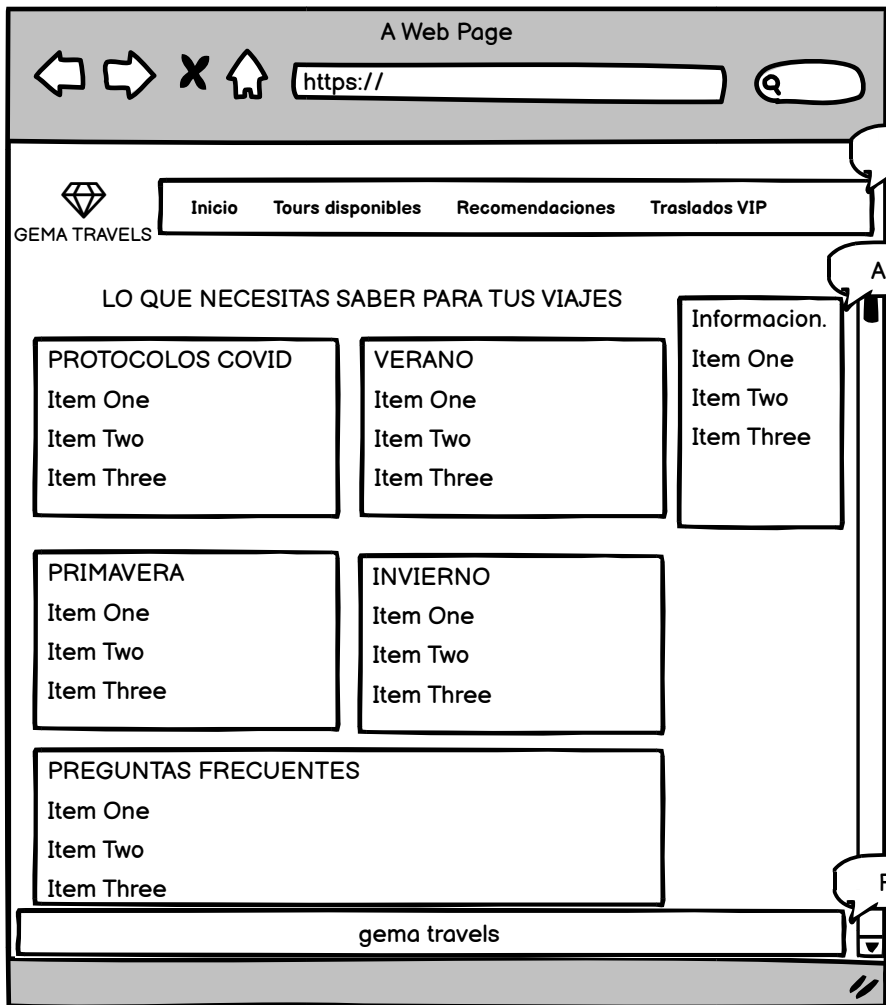 A Web Page
https://
GEMA TRAVELS
Inicio Tours disponibles Recomendaciones Traslados VIP
LO QUE NECESITAS SABER PARA TUS VIAJES
PROTOCOLOS COVID
Item One
Item Two
Item Three
VERANO
Item One
Item Two
Item Three
Informacion.
Item One
Item Two
Item Three
PRIMAVERA
Item One
Item Two
Item Three
INVIERNO
Item One
Item Two
Item Three
PREGUNTAS FRECUENTES
Item One
Item Two
Item Three
gema travels